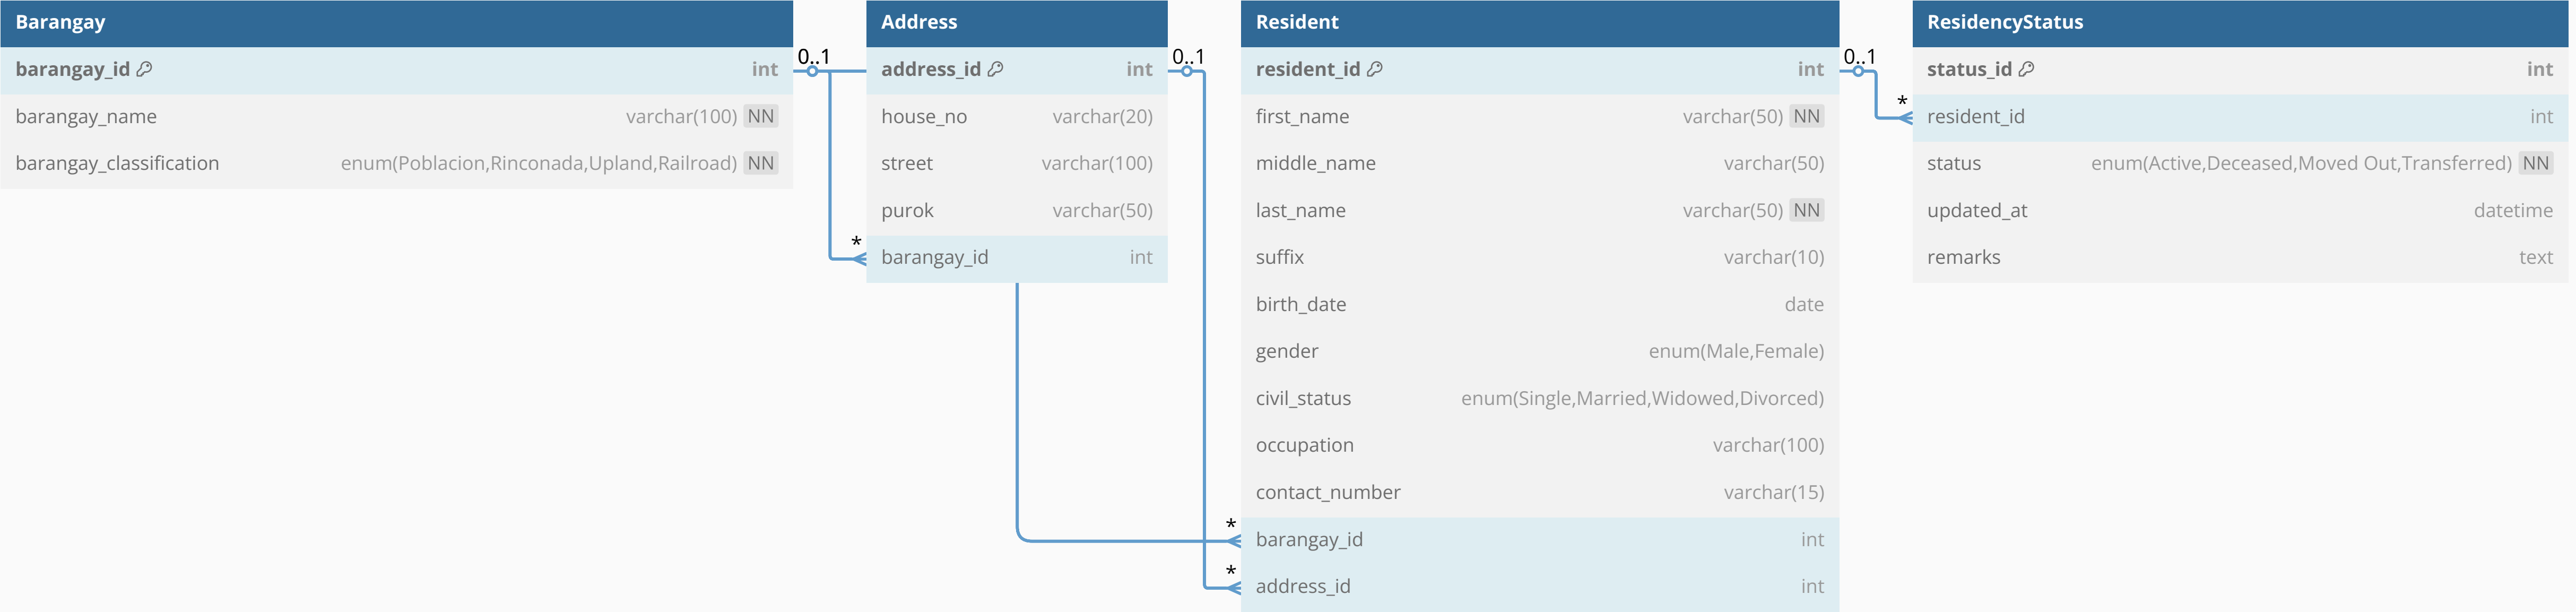 Barangay
barangay_id int
barangay_name varchar(100) NN
barangay_classification enum(Poblacion,Rinconada,Upland,Railroad) NN
0..1
*
Address
address_id int
house_no varchar(20)
street varchar(100)
purok varchar(50)
barangay_id int
0..1
*
*
Resident
resident_id int
first_name varchar(50) NN
middle_name varchar(50)
last_name varchar(50) NN
suffix varchar(10)
birth_date date
gender enum(Male,Female)
civil_status enum(Single,Married,Widowed,Divorced)
occupation varchar(100)
contact_number varchar(15)
barangay_id int
address_id int
0..1
*
ResidencyStatus
status_id int
resident_id int
status enum(Active,Deceased,Moved Out,Transferred) NN
updated_at datetime
remarks text